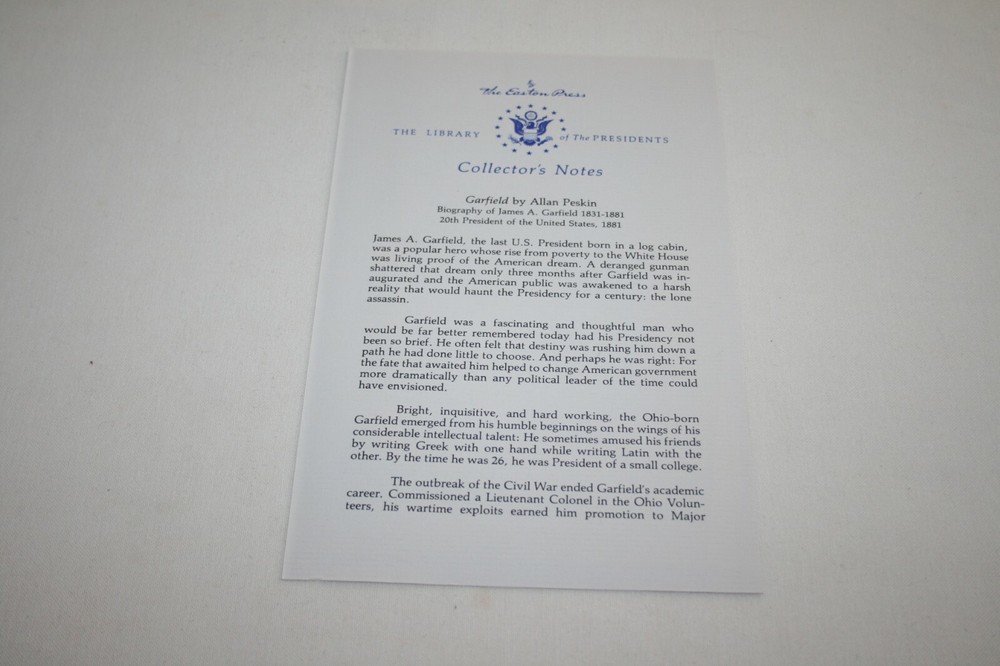 The Easton Press
THE LIBRARY of The PRESIDENTS
Collector's Notes
Garfield by Allan Peskin
Biography of James A. Garfield 1831-1881
20th President of the United States, 1881
James A. Garfield, the last U.S. President born in a log cabin,
was a popular hero whose rise from poverty to the White House
was living proof of the American dream. A deranged gunman
shattered that dream only three months after Garfield was in-
augurated and the American public was awakened to a harsh
reality that would haunt the Presidency for a century: the lone
assassin.
Garfield was a fascinating and thoughtful man who
would be far better remembered today had his Presidency not
been so brief. He often felt that destiny was rushing him down a
path he had done little to choose. And perhaps he was right: For
the fate that awaited him helped to change American government
more dramatically than any political leader of the time could
have envisioned.
Bright, inquisitive, and hard working, the Ohio-born
Garfield emerged from his humble beginnings on the wings of his
considerable intellectual talent: He sometimes amused his friends
by writing Greek with one hand while writing Latin with the
other. By the time he was 26, he was President of a small college.
The outbreak of the Civil War ended Garfield's academic
career. Commissioned a Lieutenant Colonel in the Ohio Volun-
teers, his wartime exploits earned him promotion to Major